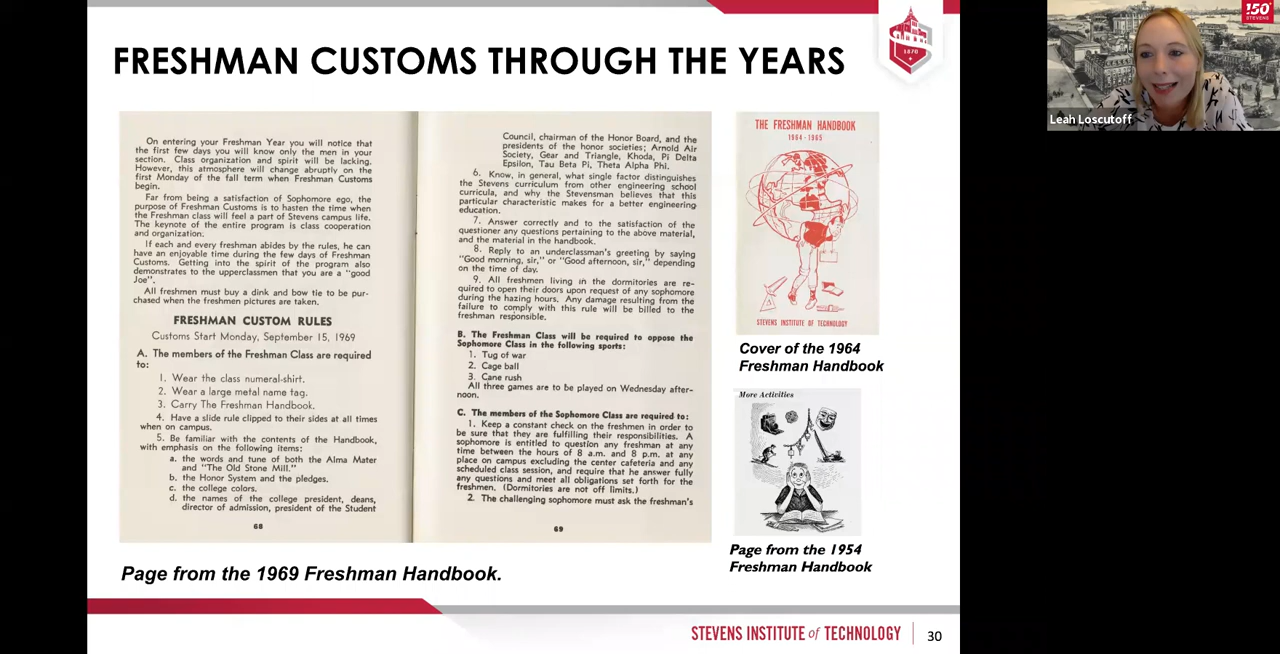 FRESHMAN CUSTOMS THROUGH THE YEARS
1870
150
STEVENS
Leah Loscutoff
On entering your Freshman Year you will notice that
the first few days you will know only the men in your
section. Class organization and spirit will be lacking.
However, this atmosphere will change abruptly on the
first Monday of the fall term when Freshman Customs
begin.
Far from being a satisfaction of Sophomore ego, the
purpose of Freshman Customs is to hasten the time when
the Freshman class will feel a part of Stevens campus life.
The keynote of the entire program is class cooperation
and organization.
If each and every freshman abides by the rules, he can
have an enjoyable time during the few days of Freshman
Customs. Getting into the spirit of the program also
demonstrates to the upperclassmen that you are a "good
Joe".
All freshmen must buy a dink and bow tie to be pur-
chased when the freshmen pictures are taken.
FRESHMAN CUSTOM RULES
Customs Start Monday, September 15, 1969
A. The members of the Freshman Class are required
to:
1. Wear the class numeral-shirt.
2. Wear a large metal name tag.
3. Carry The Freshman Handbook.
4. Have a slide rule clipped to their sides at all times
when on campus.
5. Be familiar with the contents of the Handbook,
with emphasis on the following items:
a. the words and tune of both the Alma Mater
and "The Old Stone Mill."
b. the Honor System and the pledges.
c. the college colors.
d. the names of the college president, deans,
director of admission, president of the Student
68
Council, chairman of the Honor Board, and the
presidents of the honor societies; Arnold Air
Society, Gear and Triangle, Khoda, Pi Delta
Epsilon, Tau Beta Pi, Theta Alpha Phi.
6. Know, in general, what single factor distinguishes
the Stevens curriculum from other engineering school
curricula, and why the Stevensman believes that this
particular characteristic makes for a better engineering
education.
7. Answer correctly and to the satisfaction of the
questioner any questions pertaining to the above material,
and the material in the handbook.
8. Reply to an underclassman's greeting by saying
"Good morning, sir," or "Good afternoon, sir," depending
on the time of day.
9. All freshmen living in the dormitories are re-
quired to open their doors upon request of any sophomore
during the hazing hours. Any damage resulting from the
failure to comply with this rule will be billed to the
freshman responsible.
B. The Freshman Class will be required to oppose the
Sophomore Class in the following sports:
1. Tug of war
2. Cage ball
3. Cane rush
All three games are to be played on Wednesday after-
noon.
C. The members of the Sophomore Class are required to:
1. Keep a constant check on the freshmen in order to
be sure that they are fulfilling their responsibilities. A
sophomore is entitled to question any freshman at any
time between the hours of 8 a.m. and 8 p.m. at any
place on campus excluding the center cafeteria and any
scheduled class session, and require that he answer fully
any questions and meet all obligations set forth for the
freshmen. (Dormitories are not off limits.)
2. The challenging sophomore must ask the freshman's
69
Page from the 1969 Freshman Handbook.
THE FRESHMAN HANDBOOK
1964-1965
STEVENS INSTITUTE OF TECHNOLOGY
Cover of the 1964
Freshman Handbook
More Activities
Page from the 1954
Freshman Handbook
STEVENS INSTITUTE of TECHNOLOGY
30